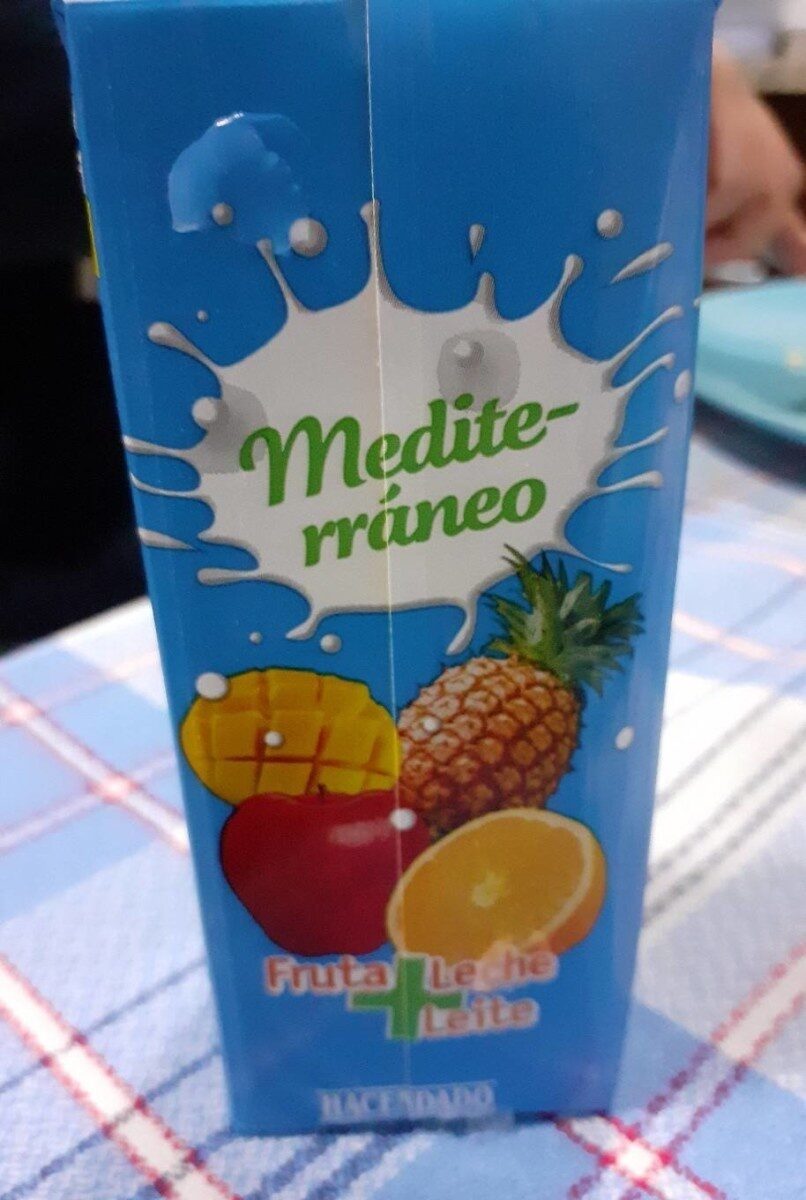 Medite-
rráneo
Fruta + Leche
Leite
HACENDADO